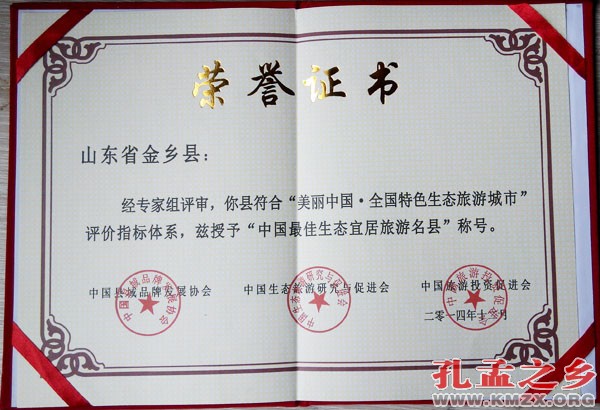 荣誉证书
山东省金乡县：
经专家组评审，你县符合“美丽中国·全国特色生态旅游城市”
评价指标体系，兹授予“中国最佳生态宜居旅游名县”称号。
中国县域品牌发展协会 中国生态旅游研究与促进会 中国旅游投资促进会
二零一四年十二月
孔孟之乡
WWW.KMZX.ORG